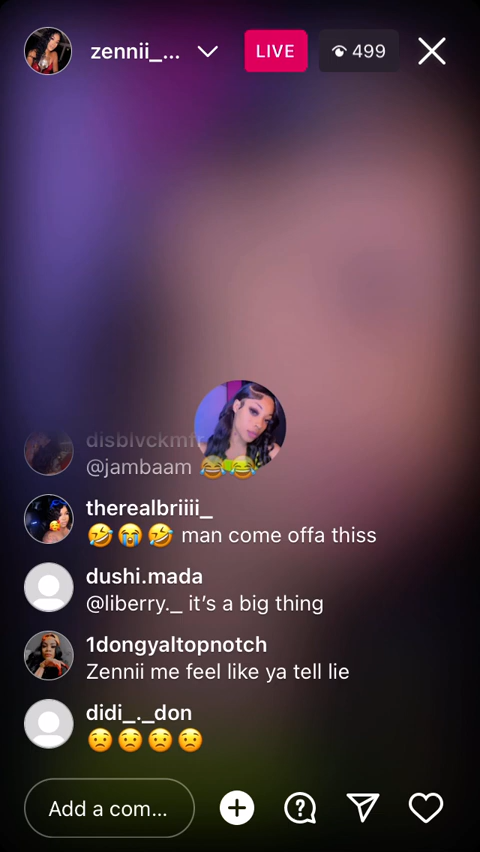 zennii_...
LIVE
499
disblvckmfr
@jambaam 😂😂
therealbriiii_
🤣😭🤣 man come offa thiss
dushi.mada
@liberry._ it’s a big thing
1dongyaltopnotch
Zennii me feel like ya tell lie
didi_._don
😟😟😟😟
Add a com...